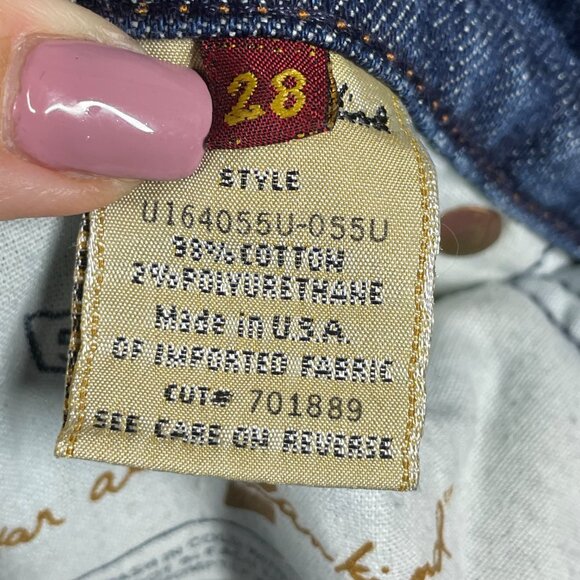 28
STYLE
U164055U-055U
98% COTTON
2% POLYURETHANE
Made in U.S.A.
OF IMPORTED FABRIC
CUT# 701889
SEE CARE ON REVERSE